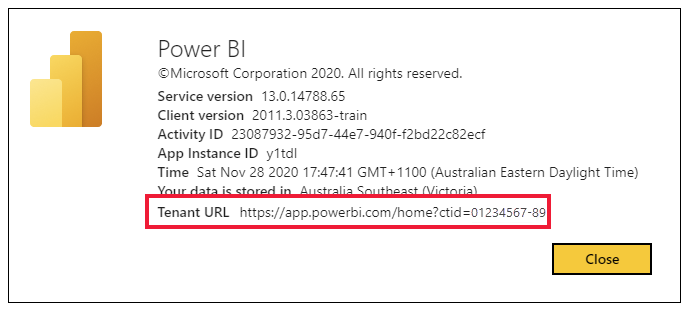 Power BI
©Microsoft Corporation 2020. All rights reserved.
Service version 13.0.14788.65
Client version 2011.3.03863-train
Activity ID 23087932-95d7-44e7-940f-f2bd22c82ecf
App Instance ID y1tdl
Time Sat Nov 28 2020 17:47:41 GMT+1100 (Australian Eastern Daylight Time)
Your data is stored in Australia Southeast (Victoria)
Tenant URL https://app.powerbi.com/home?ctid=01234567-89
Close